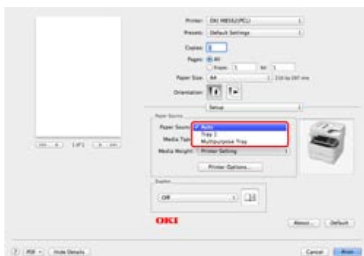 Printer: OKI MB562(PCL)
Presets: Default Settings
Copies: 1
Pages: All
From: 1 to: 1
Paper Size: A4 210 by 297 mm
Orientation:
Setup
Paper Source
Paper Source: ✓ Auto
Tray 1
Multipurpose Tray
Media Type:
Media Weight: Printer Setting
Printer Options...
Duplex
Off
1 of 1
OKI
About... Default
? PDF Hide Details Cancel Print